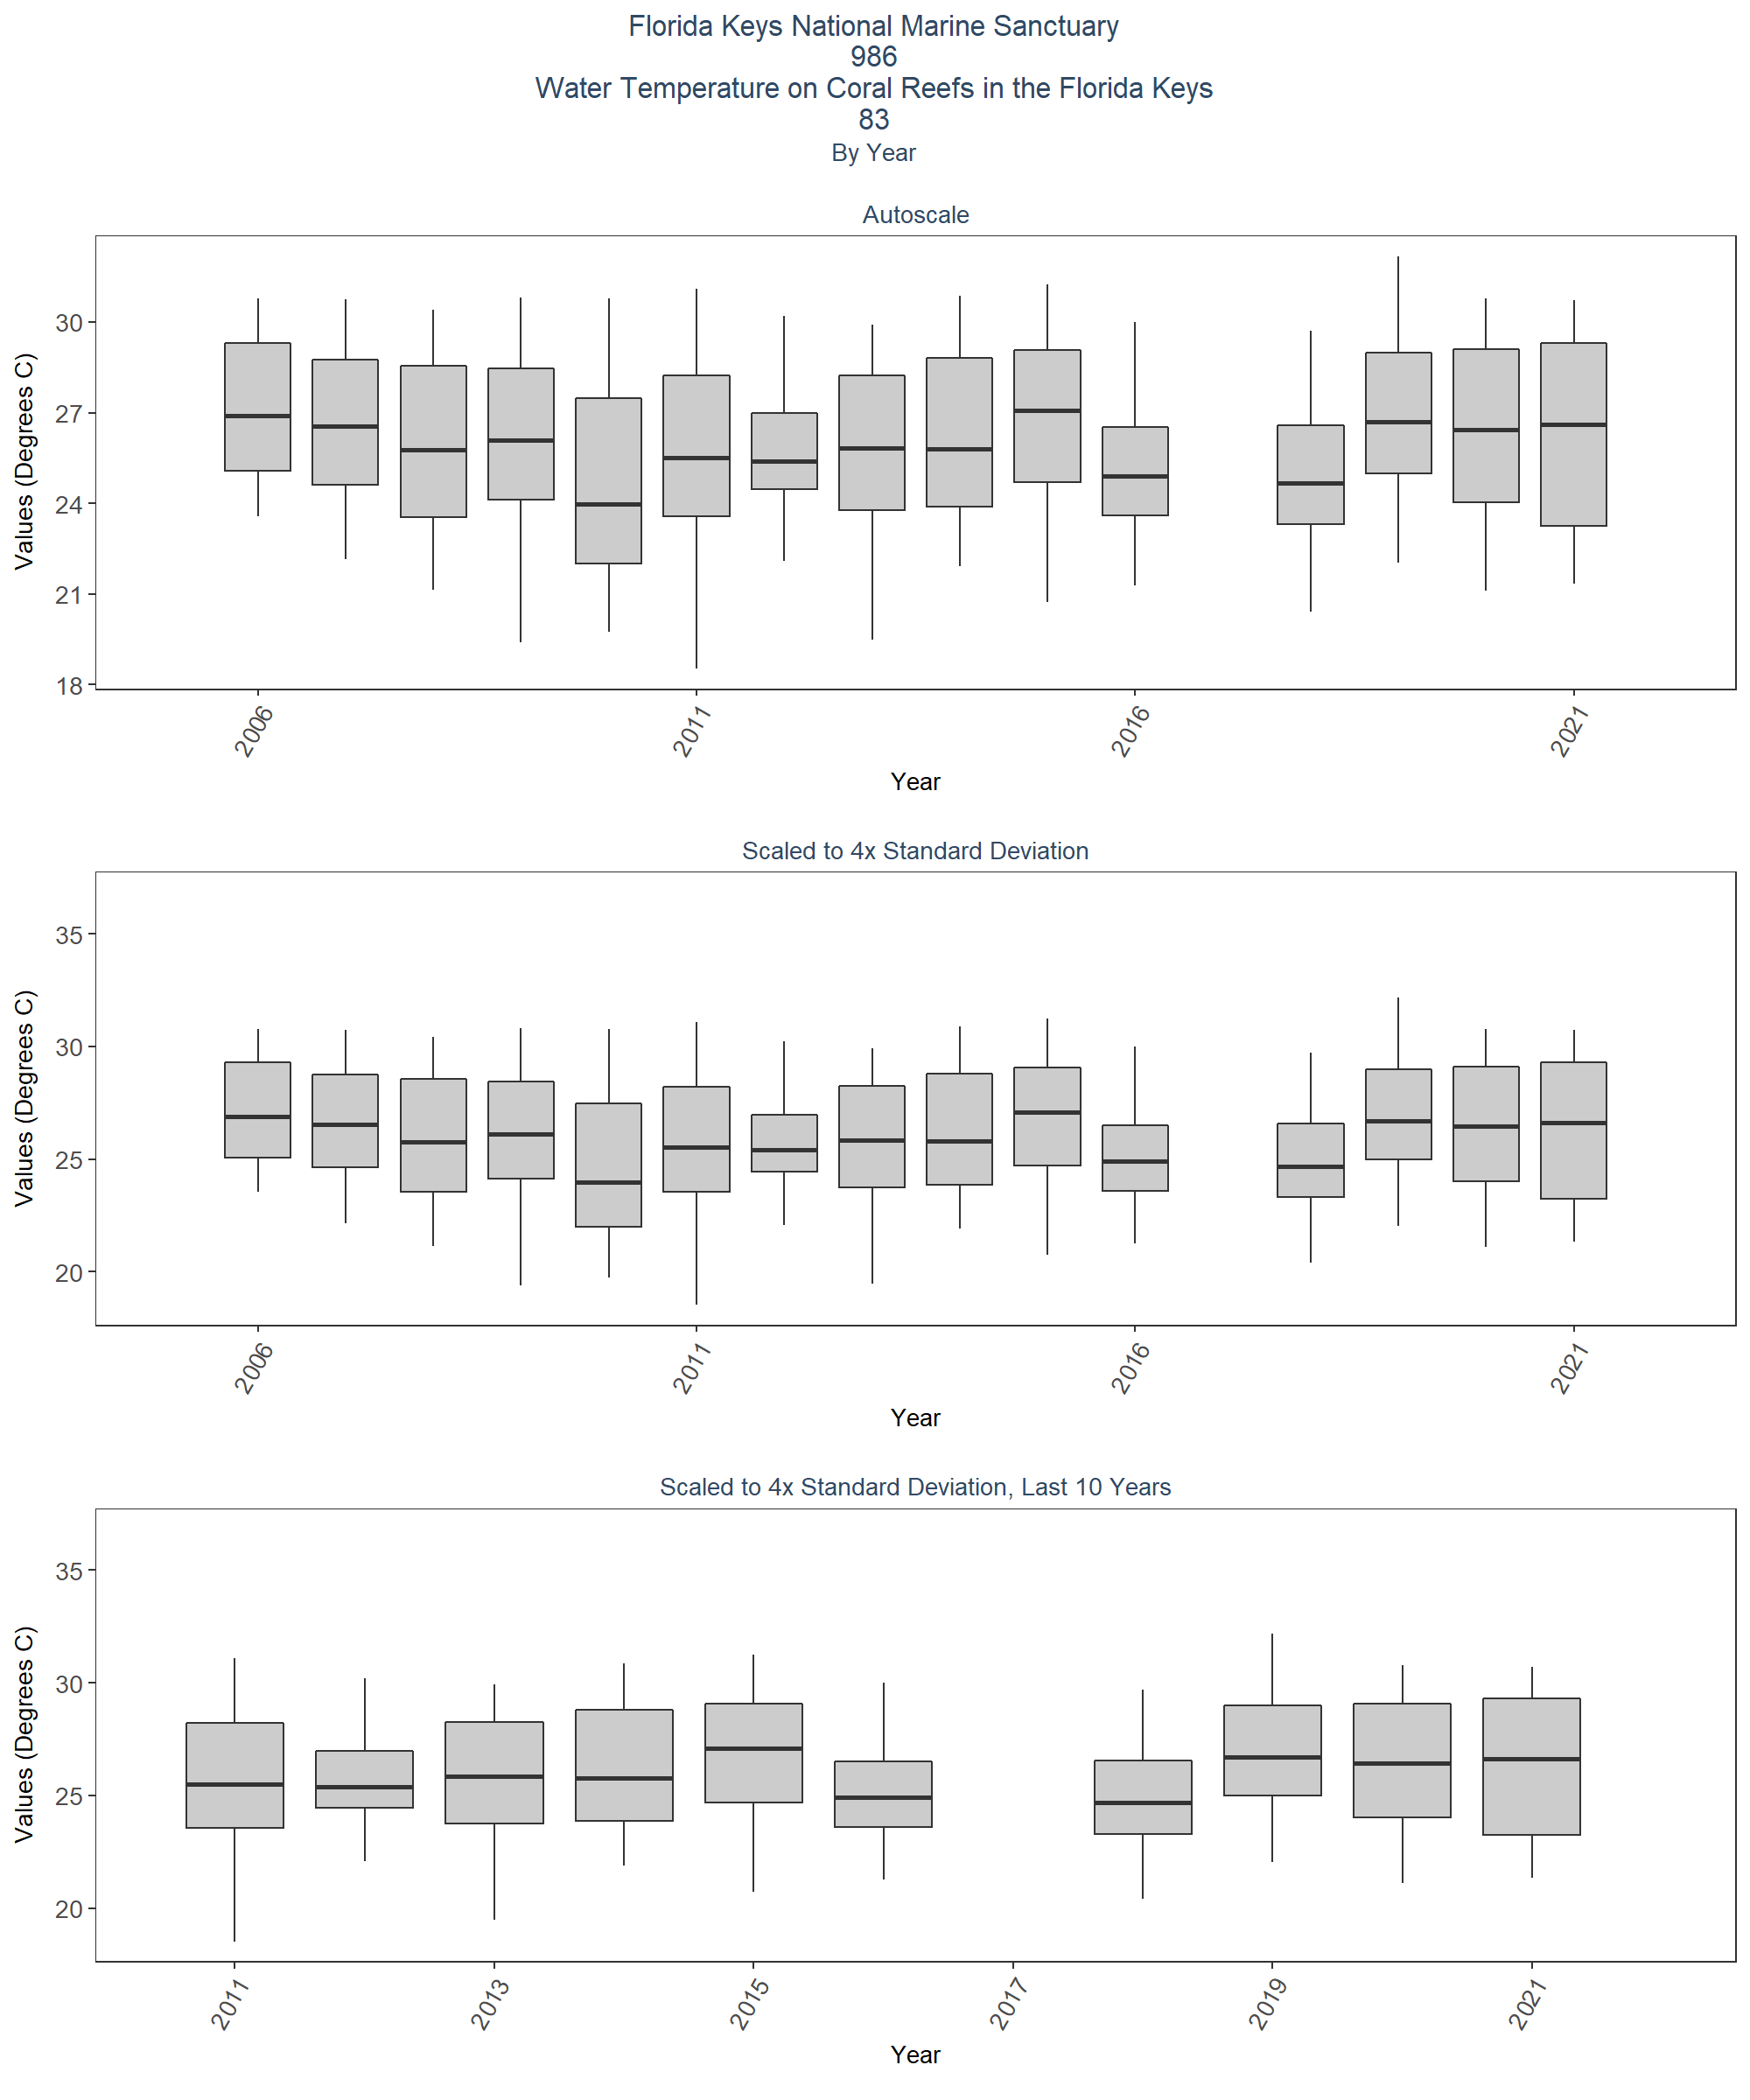 Florida Keys National Marine Sanctuary
986
Water Temperature on Coral Reefs in the Florida Keys
83
By Year
Autoscale
Values (Degrees C)
30
27
24
21
18
2006
2011
2016
2021
Year
Scaled to 4x Standard Deviation
Values (Degrees C)
35
30
25
20
2006
2011
2016
2021
Year
Scaled to 4x Standard Deviation, Last 10 Years
Values (Degrees C)
35
30
25
20
2011
2013
2015
2017
2019
2021
Year